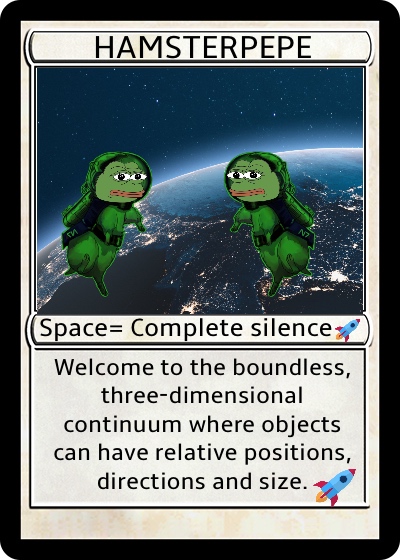 HAMSTERPEPE
Space= Complete silence🚀
Welcome to the boundless,
three-dimensional
continuum where objects
can have relative positions,
directions and size.🚀